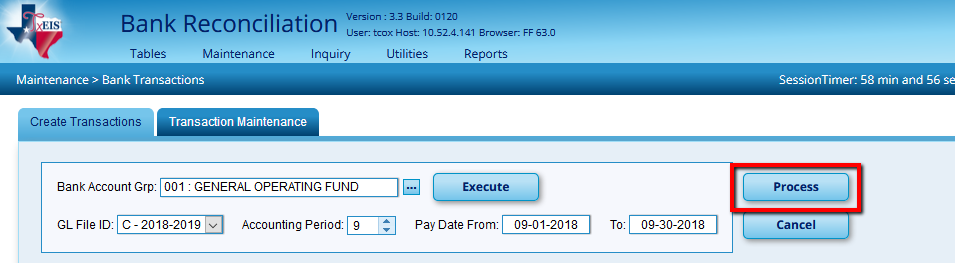 TxEIS
Bank Reconciliation
Version : 3.3 Build: 0120
User: tcox Host: 10.52.4.141 Browser: FF 63.0
Tables Maintenance Inquiry Utilities Reports
Maintenance > Bank Transactions SessionTimer: 58 min and 56 se
Create Transactions Transaction Maintenance
Bank Account Grp: 001 : GENERAL OPERATING FUND ... Execute Process
GL File ID: C - 2018-2019 Accounting Period: 9 Pay Date From: 09-01-2018 To: 09-30-2018 Cancel